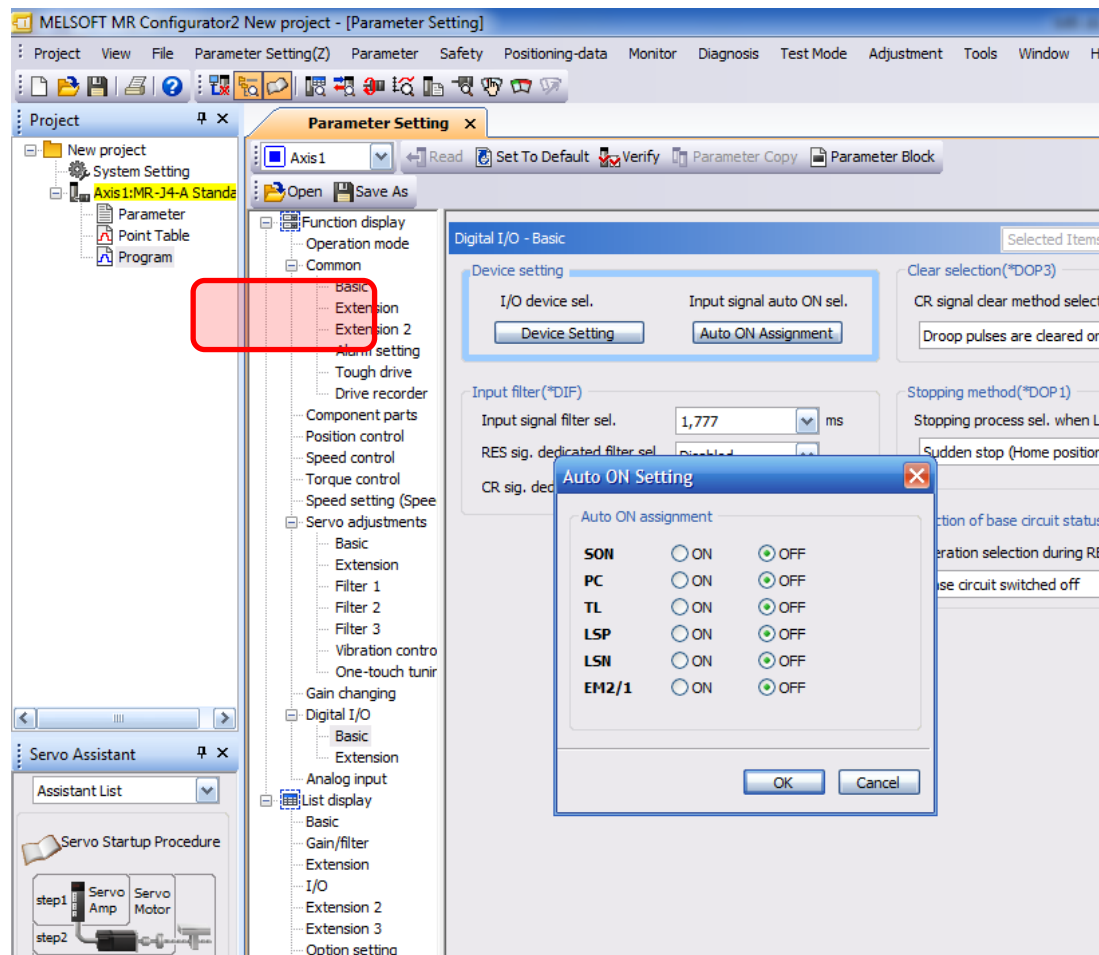 MELSOFT MR Configurator2 New project - [Parameter Setting]
Project View File Parameter Setting(Z) Parameter Safety Positioning-data Monitor Diagnosis Test Mode Adjustment Tools Window H
Project
New project
System Setting
Axis1:MR-J4-A Standa
Parameter
Point Table
Program
Parameter Setting
Axis1 Read Set To Default Verify Parameter Copy Parameter Block
Open Save As
Function display
Operation mode
Common
Basic
Extension
Extension 2
Alarm setting
Tough drive
Drive recorder
Component parts
Position control
Speed control
Torque control
Speed setting (Spee
Servo adjustments
Basic
Extension
Filter 1
Filter 2
Filter 3
Vibration contro
One-touch tunin
Gain changing
Digital I/O
Basic
Extension
Analog input
List display
Basic
Gain/filter
Extension
I/O
Extension 2
Extension 3
Option setting
Digital I/O - Basic
Selected Items
Device setting
I/O device sel. Input signal auto ON sel.
Device Setting Auto ON Assignment
Clear selection(*DOP3)
CR signal clear method select
Droop pulses are cleared on
Input filter(*DIF)
Input signal filter sel. 1,777 ms
RES sig. dedicated filter sel Disabled
CR sig. ded
Stopping method(*DOP1)
Stopping process sel. when L
Sudden stop (Home position
ction of base circuit status
eration selection during RE
se circuit switched off
Auto ON Setting
Auto ON assignment
SON ON OFF
PC ON OFF
TL ON OFF
LSP ON OFF
LSN ON OFF
EM2/1 ON OFF
OK Cancel
Servo Assistant
Assistant List
Servo Startup Procedure
step1 Servo Amp Servo Motor
step2